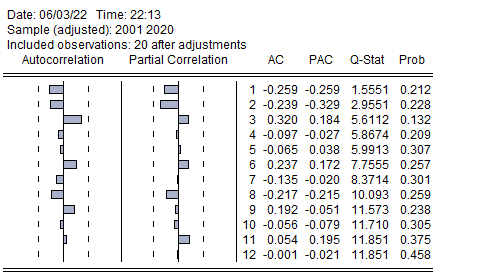 Date: 06/03/22 Time: 22:13
Sample (adjusted): 2001 2020
Included observations: 20 after adjustments
Autocorrelation Partial Correlation AC PAC Q-Stat Prob
1 -0.259 -0.259 1.5551 0.212
2 -0.239 -0.329 2.9551 0.228
3 0.320 0.184 5.6112 0.132
4 -0.097 -0.027 5.8674 0.209
5 -0.065 0.038 5.9913 0.307
6 0.237 0.172 7.7555 0.257
7 -0.135 -0.020 8.3714 0.301
8 -0.217 -0.215 10.093 0.259
9 0.192 -0.051 11.573 0.238
10 -0.056 -0.079 11.710 0.305
11 0.054 0.195 11.851 0.375
12 -0.001 -0.021 11.851 0.458